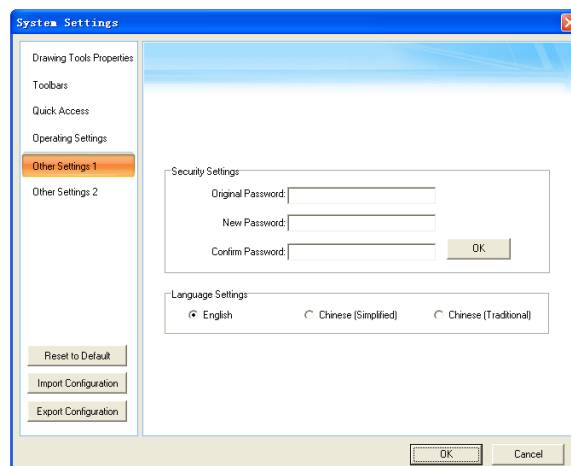 System Settings
Drawing Tools Properties
Toolbars
Quick Access
Operating Settings
Other Settings 1
Other Settings 2
Reset to Default
Import Configuration
Export Configuration
Security Settings
Original Password:
New Password:
Confirm Password:
OK
Language Settings
English Chinese (Simplified) Chinese (Traditional)
OK Cancel